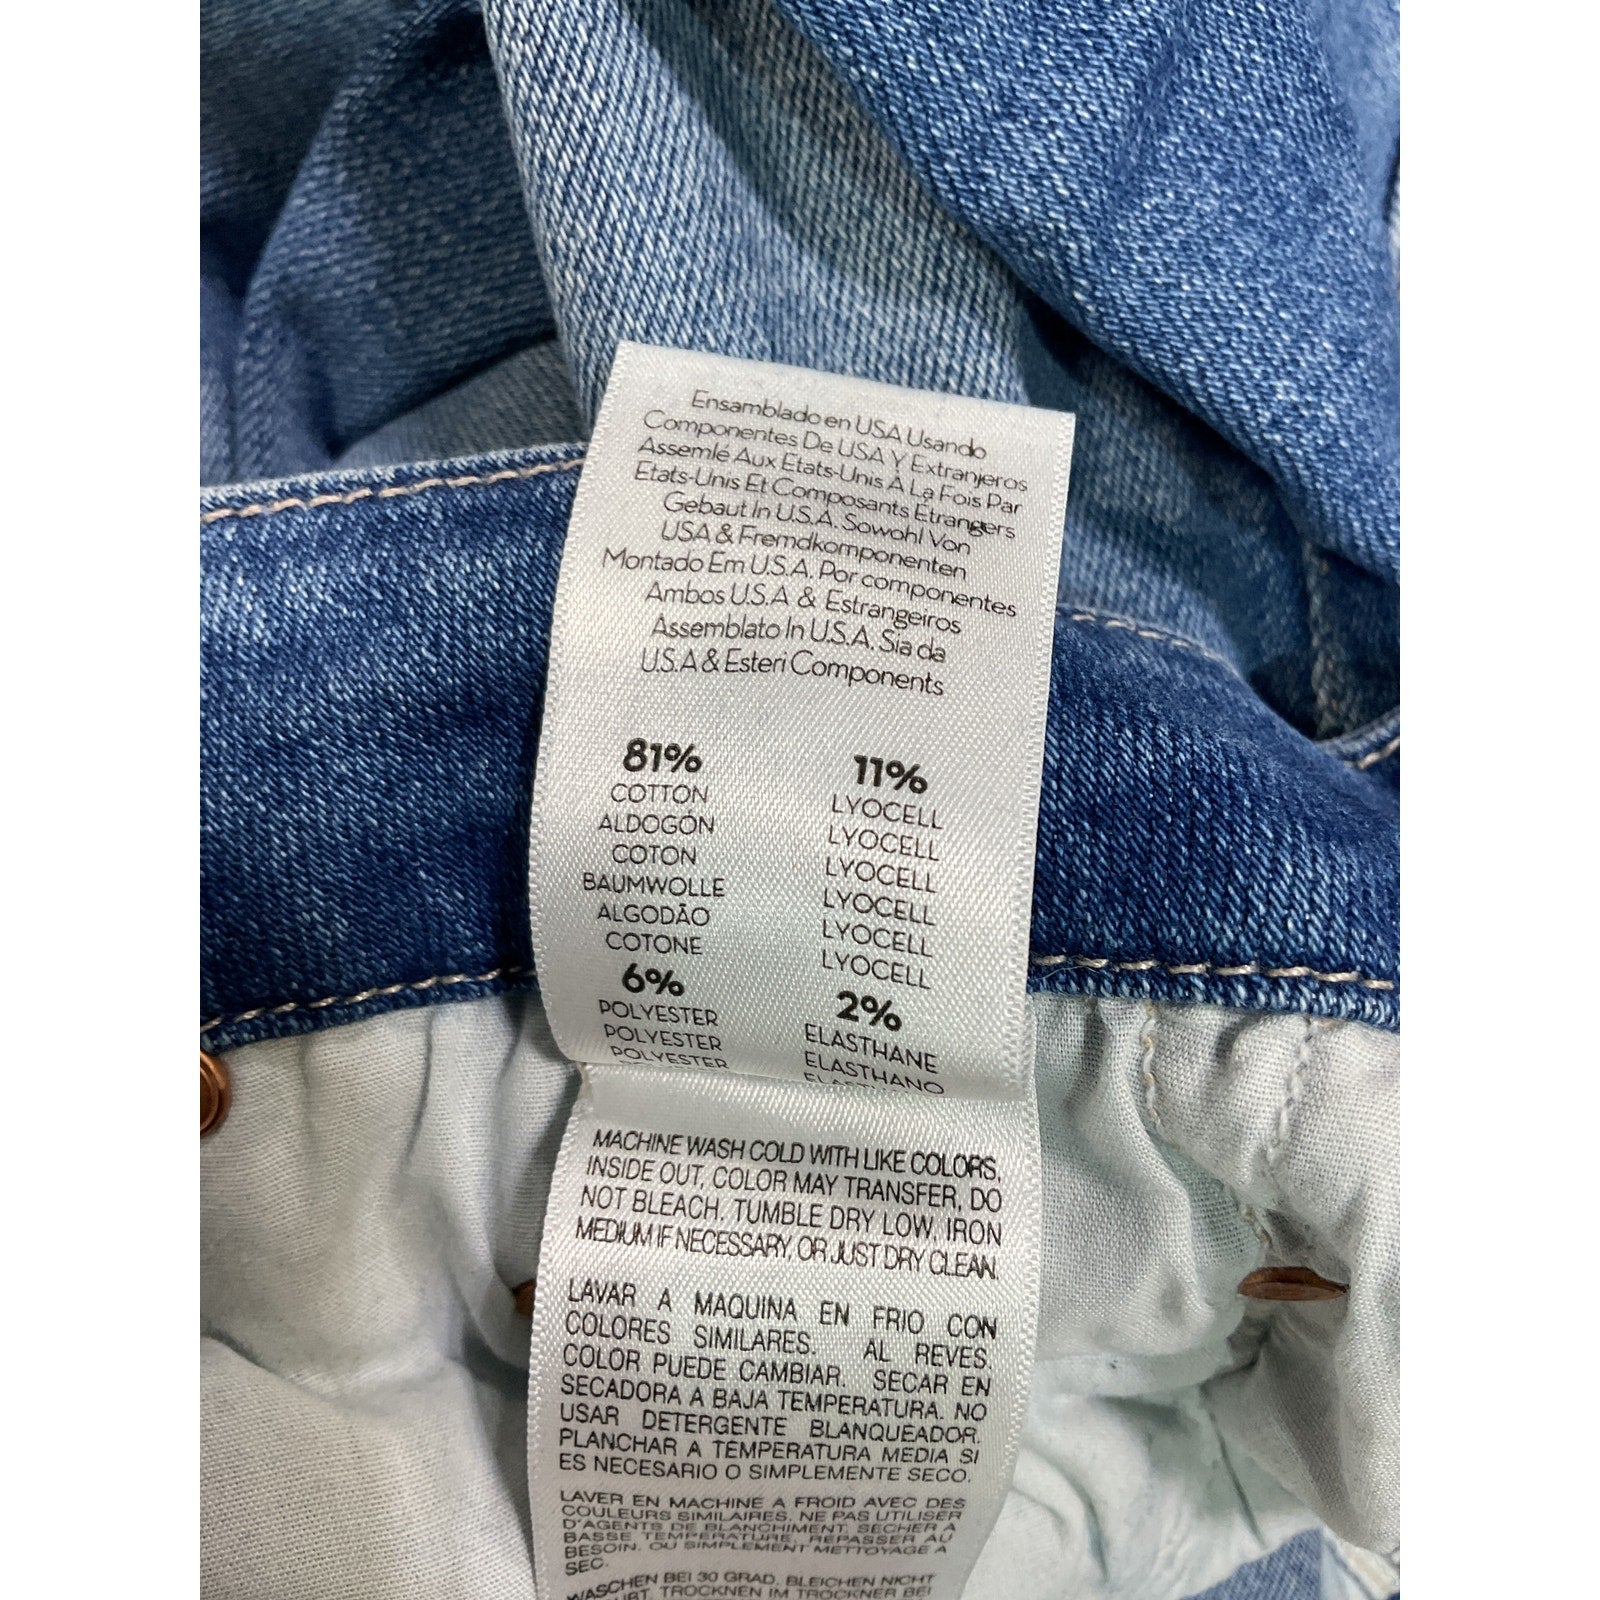 Ensamblado en USA Usando
Componentes De USA Y Extranjeros
Assemlé Aux Etats-Unis A La Fois Par
Etats-Unis Et Composants Etrangers
Gebaut In U.S.A. Sowohl Von
USA & Fremdkomponenten
Montado Em U.S.A. Por componentes
Ambos U.S.A & Estrangeiros
Assemblato In U.S.A. Sia da
U.S.A & Esteri Components
81%
COTTON
ALDOGÓN
COTON
BAUMWOLLE
ALGODÃO
COTONE
6%
POLYESTER
POLYESTER
POLYESTER
11%
LYOCELL
LYOCELL
LYOCELL
LYOCELL
LYOCELL
LYOCELL
2%
ELASTHANE
ELASTHANO
MACHINE WASH COLD WITH LIKE COLORS,
INSIDE OUT, COLOR MAY TRANSFER, DO
NOT BLEACH. TUMBLE DRY LOW. IRON
MEDIUM IF NECESSARY, OR JUST DRY CLEAN.
LAVAR A MAQUINA EN FRIO CON
COLORES SIMILARES. AL REVES.
COLOR PUEDE CAMBIAR. SECAR EN
SECADORA A BAJA TEMPERATURA. NO
USAR DETERGENTE BLANQUEADOR.
PLANCHAR A TEMPERATURA MEDIA SI
ES NECESARIO O SIMPLEMENTE SECO.
LAVER EN MACHINE A FROID AVEC DES
COULEURS SIMILAIRES. NE PAS UTILISER
D'AGENTS DE BLANCHIMENT. SECHER A
BASSE TEMPERATURE. REPASSER AU
BESOIN. OU SIMPLEMENT METTOYAGE A
SEC.
WASCHEN BEI 30 GRAD. BLEICHEN NICHT
TROCKNEN IM TROCKNER BEI